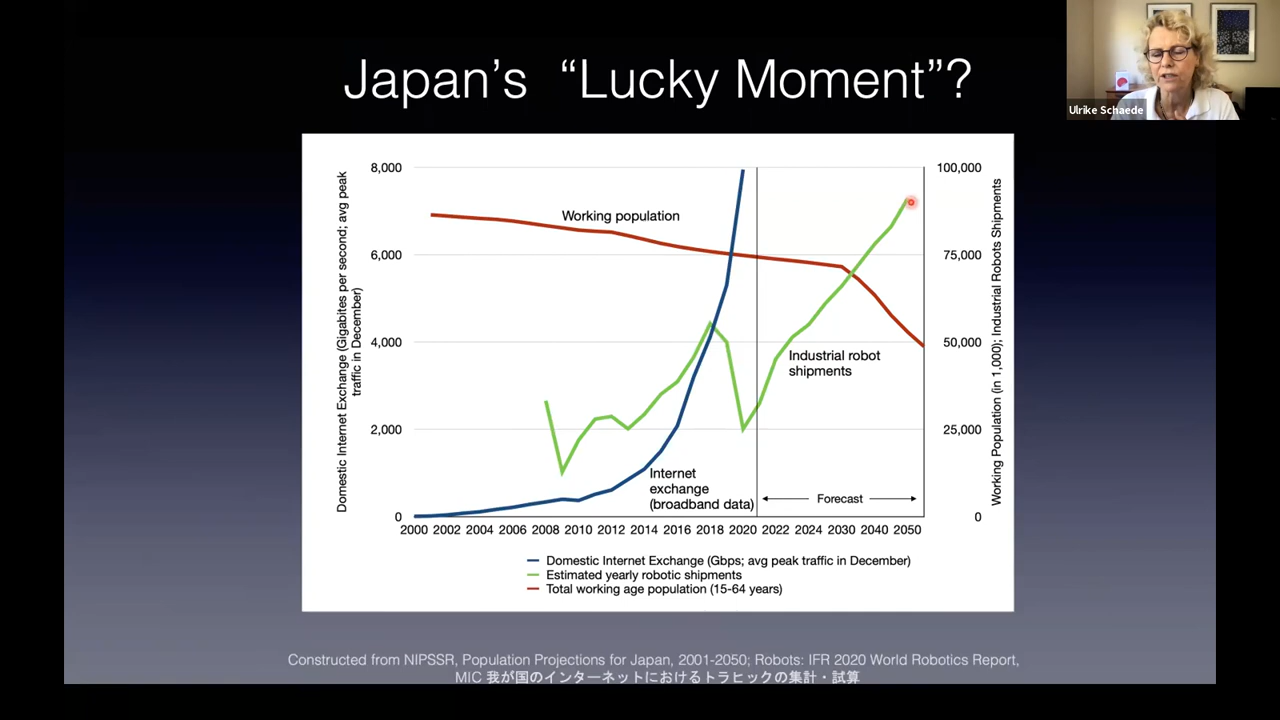 Japan's “Lucky Moment”?
Ulrike Schaede
Domestic Internet Exchange (Gigabites per second; avg peak
traffic in December)
8,000
6,000
4,000
2,000
0
Working population
Industrial robot
shipments
Internet
exchange
(broadband data)
Forecast
100,000
75,000
50,000
25,000
0
Working Population (in 1,000); Industrial Robots Shipments
2000 2002 2004 2006 2008 2010 2012 2014 2016 2018 2020 2022 2024 2030 2040 2050
Domestic Internet Exchange (Gbps; avg peak traffic in December)
Estimated yearly robotic shipments
Total working age population (15-64 years)
Constructed from NIPSSR, Population Projections for Japan, 2001-2050; Robots: IFR 2020 World Robotics Report,
MIC 我が国のインターネットにおけるトラヒックの集計・試算